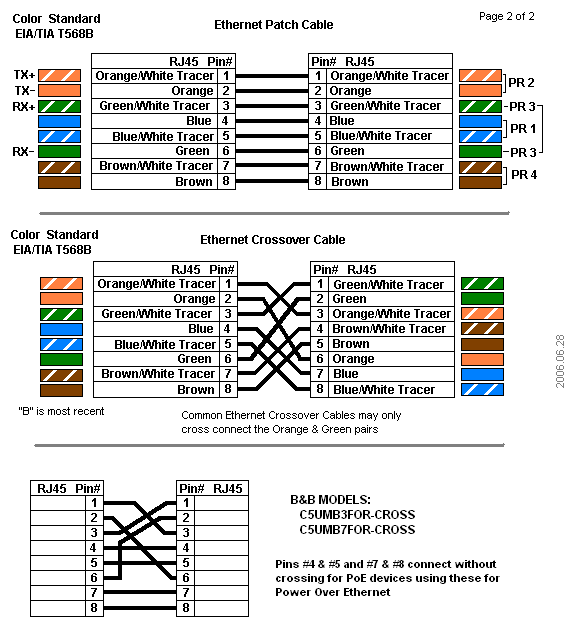 Page 2 of 2
Color Standard
EIA/TIA T568B
Ethernet Patch Cable
RJ45 Pin# Pin# RJ45
TX+ Orange/White Tracer 1 1 Orange/White Tracer
TX- Orange 2 2 Orange PR 2
RX+ Green/White Tracer 3 3 Green/White Tracer PR 3
Blue 4 4 Blue
Blue/White Tracer 5 5 Blue/White Tracer PR 1
RX- Green 6 6 Green PR 3
Brown/White Tracer 7 7 Brown/White Tracer
Brown 8 8 Brown PR 4
Color Standard
EIA/TIA T568B
Ethernet Crossover Cable
RJ45 Pin# Pin# RJ45
Orange/White Tracer 1 1 Green/White Tracer
Orange 2 2 Green
Green/White Tracer 3 3 Orange/White Tracer
Blue 4 4 Brown/White Tracer
Blue/White Tracer 5 5 Brown
Green 6 6 Orange
Brown/White Tracer 7 7 Blue
Brown 8 8 Blue/White Tracer
"B" is most recent
Common Ethernet Crossover Cables may only
cross connect the Orange & Green pairs
2006.06.28
RJ45 Pin# Pin# RJ45
1 1
2 2
3 3
4 4
5 5
6 6
7 7
8 8
B&B MODELS:
C5UMB3FOR-CROSS
C5UMB7FOR-CROSS
Pins #4 & #5 and #7 & #8 connect without
crossing for PoE devices using these for
Power Over Ethernet